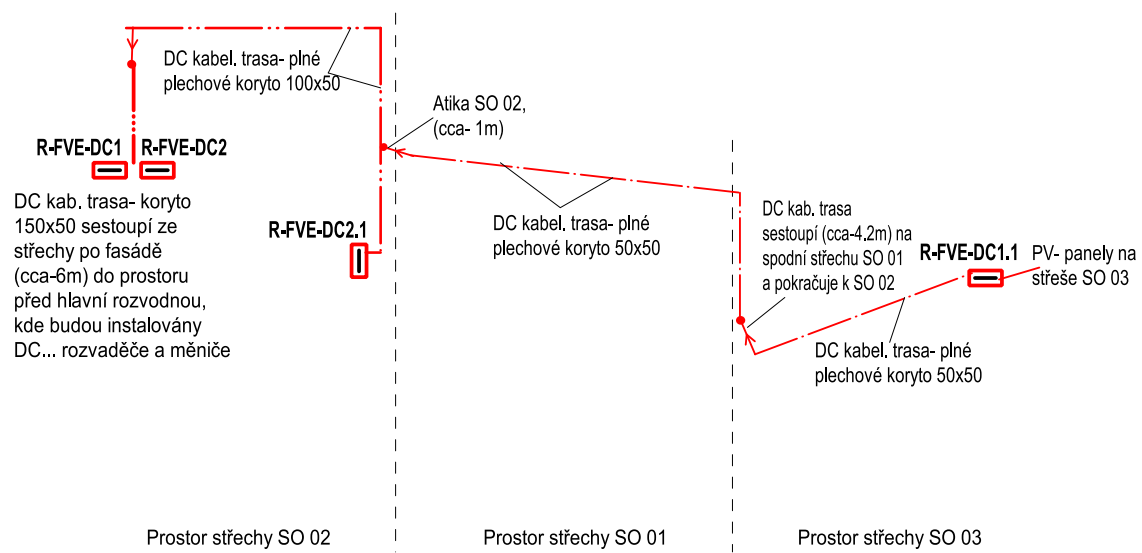 DC kabel. trasa- plné
plechové koryto 100x50
Atika SO 02,
(cca- 1m)
R-FVE-DC1
R-FVE-DC2
DC kab. trasa- koryto
150x50 sestoupí ze
střechy po fasádě
(cca-6m) do prostoru
před hlavní rozvodnou,
kde budou instalovány
DC... rozvaděče a měniče
R-FVE-DC2.1
DC kabel. trasa- plné
plechové koryto 50x50
DC kab. trasa
sestoupí (cca-4.2m) na
spodní střechu SO 01
a pokračuje k SO 02
R-FVE-DC1.1
PV- panely na
střeše SO 03
DC kabel. trasa- plné
plechové koryto 50x50
Prostor střechy SO 02
Prostor střechy SO 01
Prostor střechy SO 03